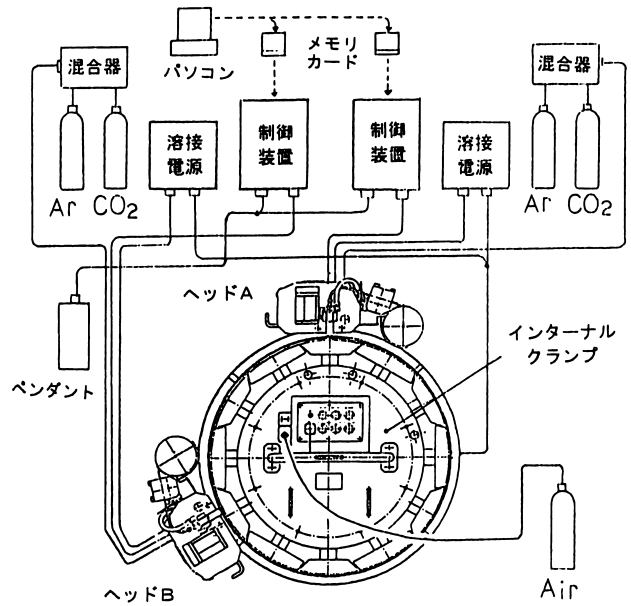 パソコン
メモリ
カード
混合器
混合器
溶接
電源
制御
装置
制御
装置
溶接
電源
Ar CO2
Ar CO2
ヘッドA
ペンダント
インターナル
クランプ
ヘッドB
Air